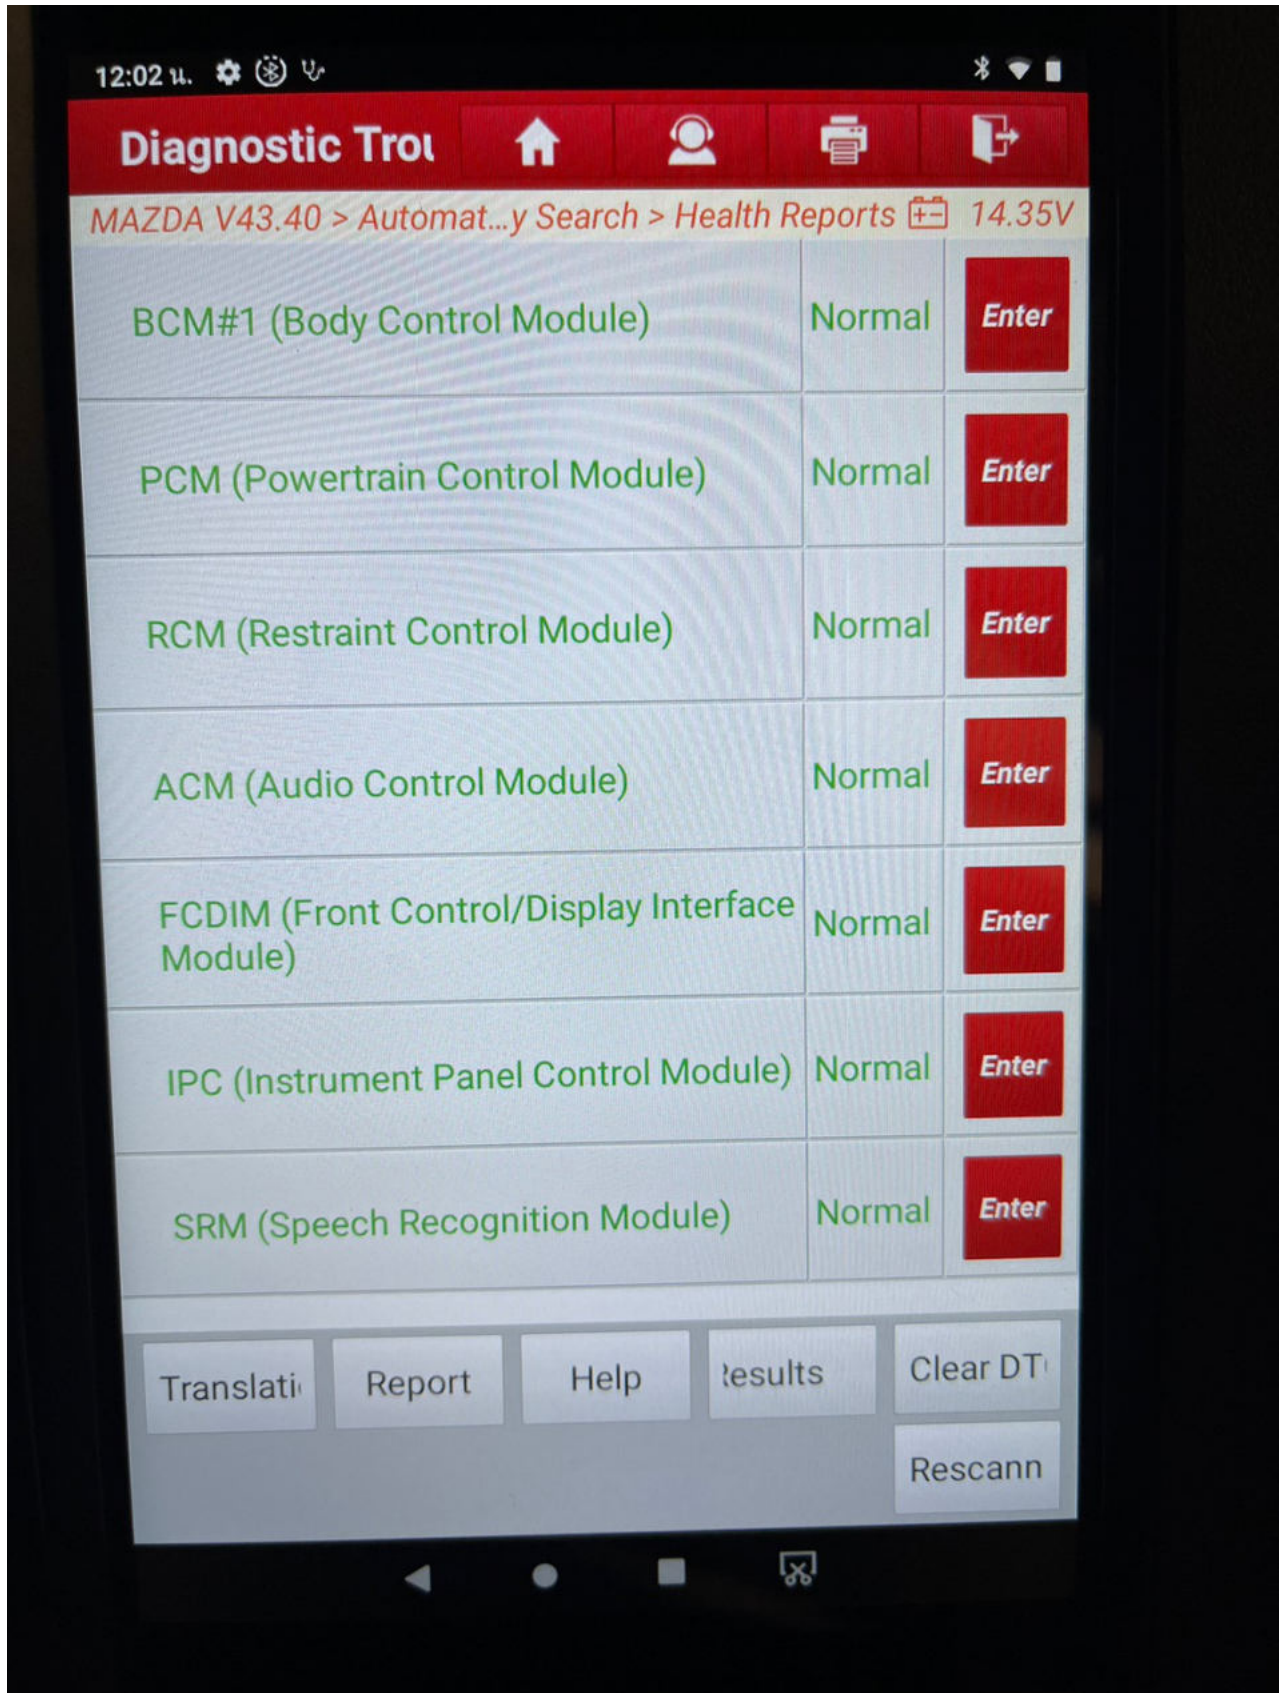 12:02 น.
Diagnostic Trou
MAZDA V43.40 > Automat...y Search > Health Reports 14.35V
BCM#1 (Body Control Module) Normal Enter
PCM (Powertrain Control Module) Normal Enter
RCM (Restraint Control Module) Normal Enter
ACM (Audio Control Module) Normal Enter
FCDIM (Front Control/Display Interface
Module) Normal Enter
IPC (Instrument Panel Control Module) Normal Enter
SRM (Speech Recognition Module) Normal Enter
Translati Report Help Results Clear DT
Rescann